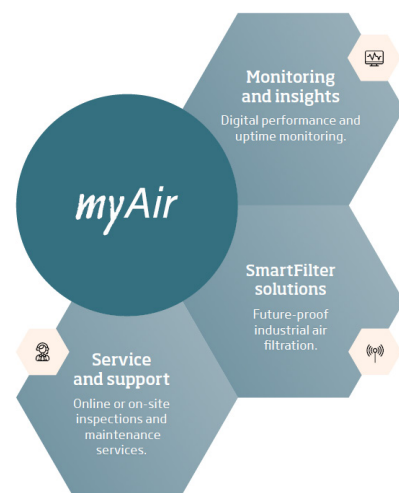 Monitoring
and insights
Digital performance and
uptime monitoring.
myAir
SmartFilter
solutions
Future-proof
industrial air
filtration.
Service
and support
Online or on-site
inspections and
maintenance
services.